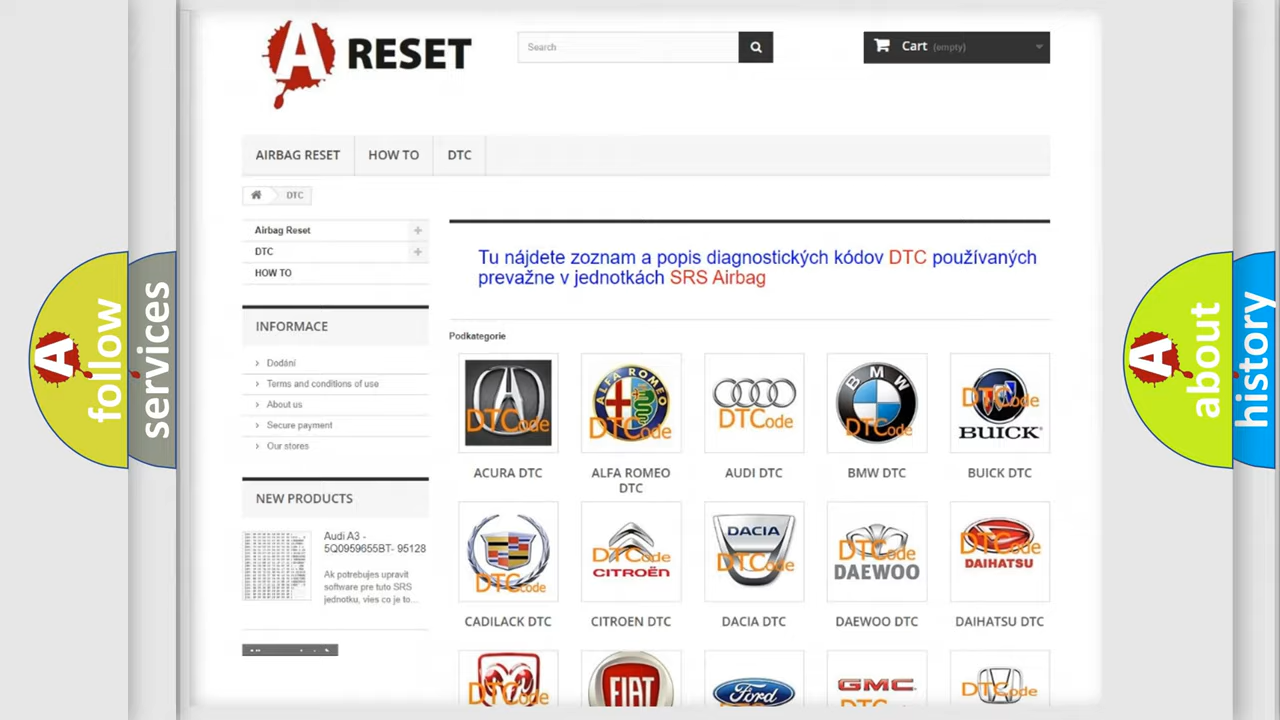 A RESET
Search
Cart (empty)
AIRBAG RESET
HOW TO
DTC
DTC
Airbag Reset
DTC
HOW TO
INFORMACE
Dodání
Terms and conditions of use
About us
Secure payment
Our stores
NEW PRODUCTS
Audi A3 -
5Q0959655BT- 95128
Ak potrebujes upravit
software pre tuto SRS
jednotku, vies co je to...
Tu nájdete zoznam a popis diagnostických kódov DTC používaných
prevažne v jednotkách SRS Airbag
Podkategorie
DTCode
ALFA ROMEO
DTCode
DTCode
BMW
DTCode
DTCode
BUICK
ACURA DTC
ALFA ROMEO
DTC
AUDI DTC
BMW DTC
BUICK DTC
DTCode
DTCode
CITROËN
DACIA
DTCode
DTCode
DAEWOO
DTCode
DAIHATSU
CADILACK DTC
CITROEN DTC
DACIA DTC
DAEWOO DTC
DAIHATSU DTC
DTCode
FIAT
Ford
GMC
DTCode
A follow
services
A about
history